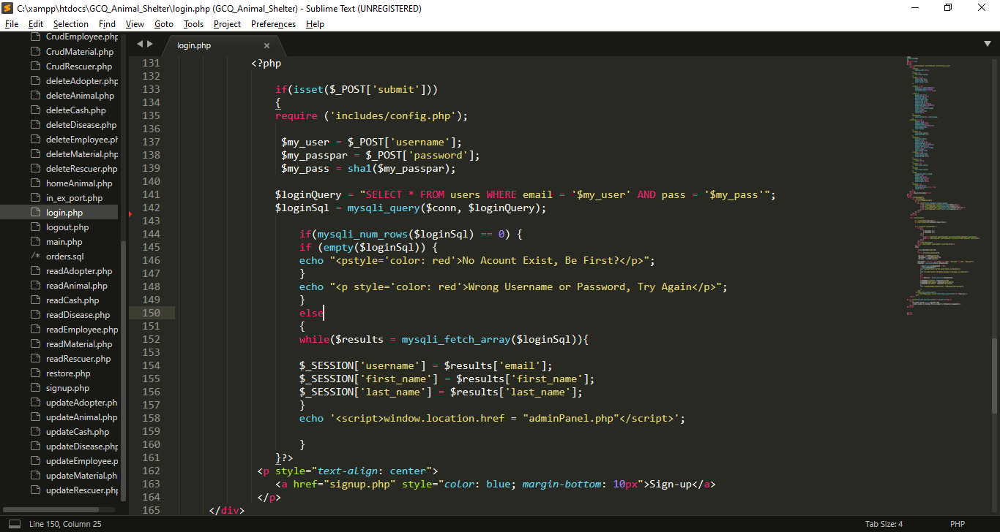 C:\xampp\htdocs\GCQ_Animal_Shelter\login.php (GCQ_Animal_Shelter) - Sublime Text (UNREGISTERED)
File Edit Selection Find View Goto Tools Project Preferences Help
CrudEmployee.php
CrudMaterial.php
CrudRescuer.php
deleteAdopter.php
deleteAnimal.php
deleteCash.php
deleteDisease.php
deleteEmployee.ph
deleteMaterial.php
deleteRescuer.php
homeAnimal.php
in_ex_port.php
login.php
logout.php
main.php
/* orders.sql
readAdopter.php
readAnimal.php
readCash.php
readDisease.php
readEmployee.php
readMaterial.php
readRescuer.php
restore.php
signup.php
updateAdopter.ph
updateAnimal.php
updateCash.php
updateDisease.php
updateEmployee.p
updateMaterial.ph
updateRescuer.php
login.php
131 <?php
132
133 if(isset($_POST['submit']))
134 {
135 require ('includes/config.php');
136
137 $my_user = $_POST['username'];
138 $my_passpar = $_POST['password'];
139 $my_pass = sha1($my_passpar);
140
141 $loginQuery = "SELECT * FROM users WHERE email = '$my_user' AND pass = '$my_pass'";
142 $loginSql = mysqli_query($conn, $loginQuery);
143
144 if(mysqli_num_rows($loginSql) == 0) {
145 if (empty($loginSql)) {
146 echo "<pstyle='color: red'>No Acount Exist, Be First?</p>";
147 }
148 echo "<p style='color: red'>Wrong Username or Password, Try Again</p>";
149 }
150 else
151 {
152 while($results = mysqli_fetch_array($loginSql)){
153
154 $_SESSION['username'] = $results['email'];
155 $_SESSION['first_name'] = $results['first_name'];
156 $_SESSION['last_name'] = $results['last_name'];
157 }
158 echo '<script>window.location.href = "adminPanel.php"</script>';
159
160 }
161 }?>
162 <p style="text-align: center">
163 <a href="signup.php" style="color: blue; margin-bottom: 10px">Sign-up</a>
164 </p>
165 </div>
Line 150, Column 25 Tab Size: 4 PHP